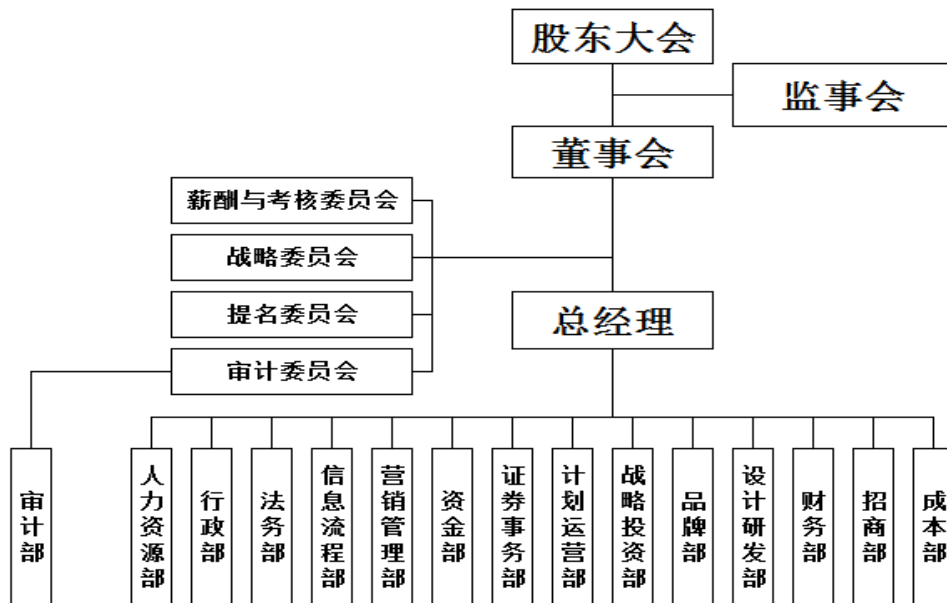 股东大会
监事会
董事会
薪酬与考核委员会
战略委员会
提名委员会
总经理
审计委员会
审计部
人力资源部
行政部
法务部
信息流程部
营销管理部
资金部
证券事务部
计划运营部
战略投资部
品牌部
设计研发部
财务部
招商部
成本部